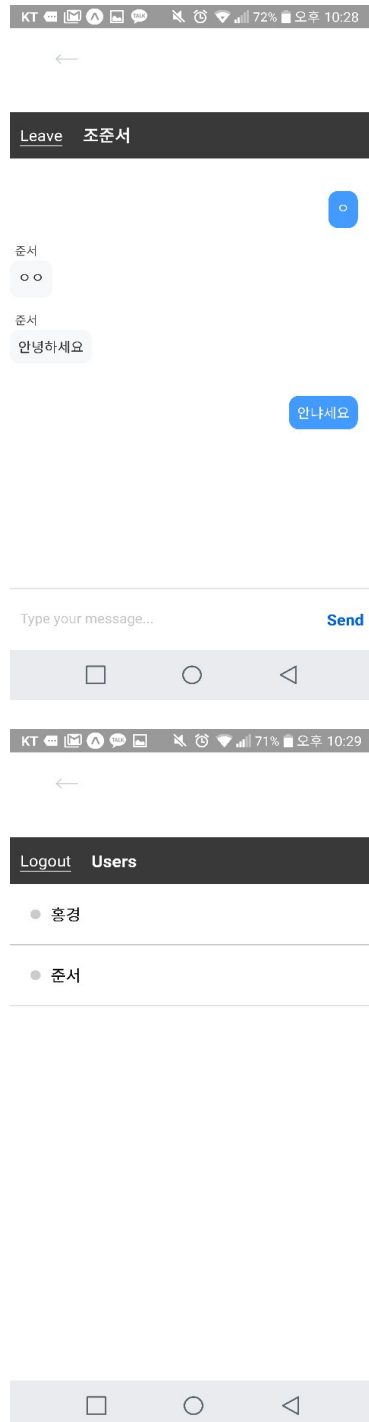 KT TALK 72% 오후 10:28
Leave 조준서
ㅇ
준서
ㅇㅇ
준서
안녕하세요
안냐세요
Type your message... Send
KT TALK 71% 오후 10:29
Logout Users
홍경
준서